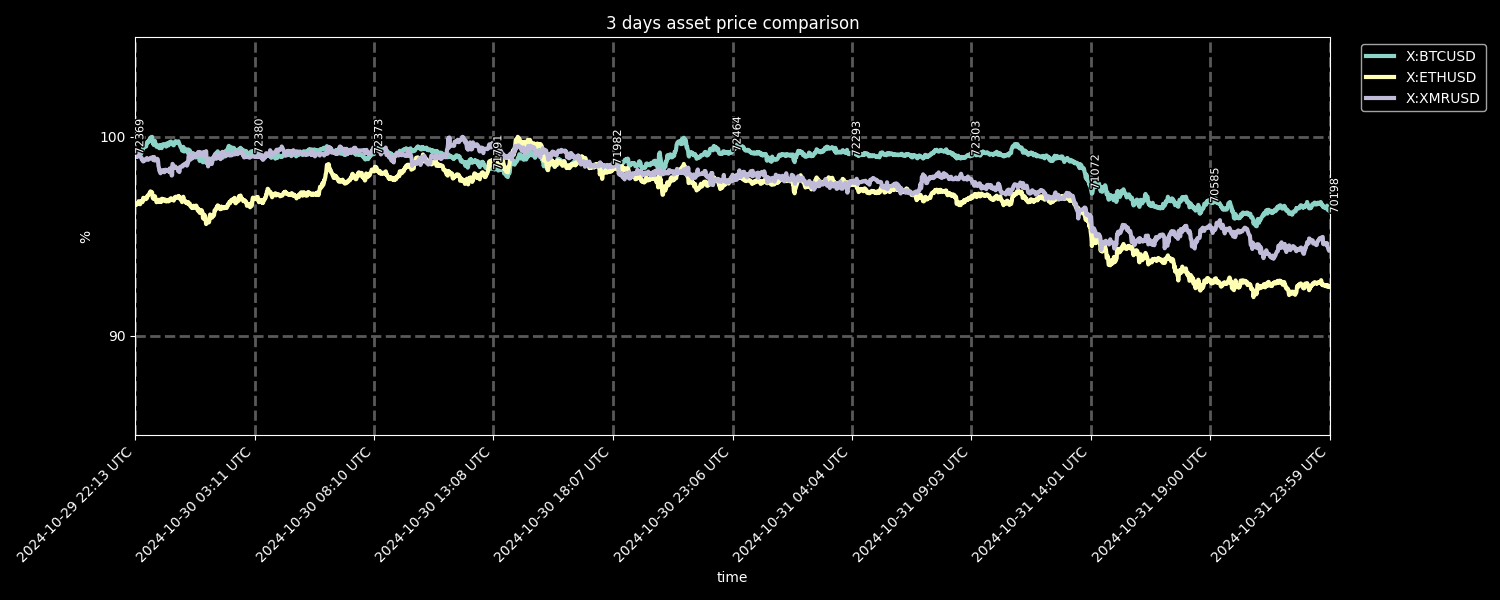 3 days asset price comparison
X:BTCUSD
X:ETHUSD
X:XMRUSD
100
90
%
72369
72380
72373
71791
71982
72464
72293
72303
71072
70585
70198
2024-10-29 22:13 UTC
2024-10-30 03:11 UTC
2024-10-30 08:10 UTC
2024-10-30 13:08 UTC
2024-10-30 18:07 UTC
2024-10-30 23:06 UTC
2024-10-31 04:04 UTC
2024-10-31 09:03 UTC
2024-10-31 14:01 UTC
2024-10-31 19:00 UTC
2024-10-31 23:59 UTC
time